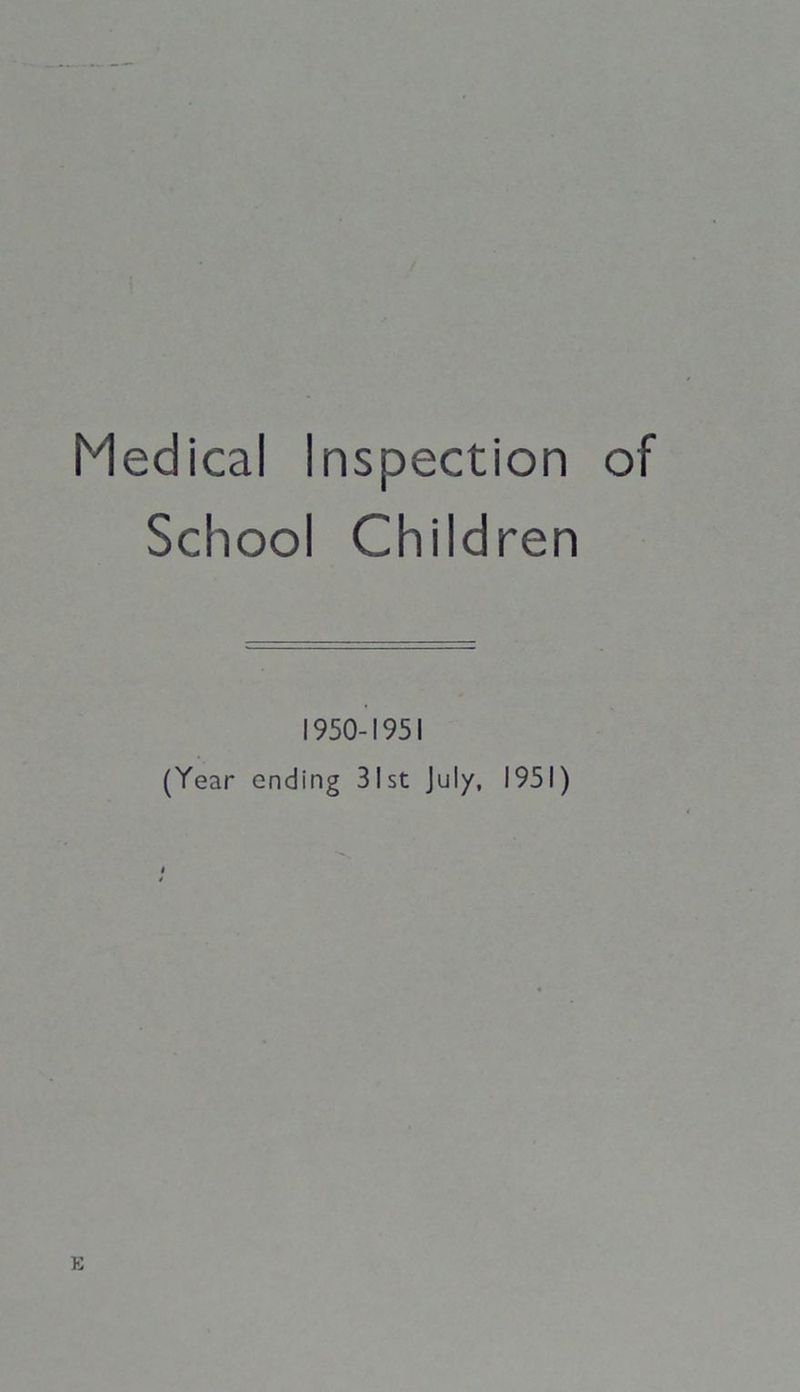 Medical Inspection of
School Children
1950-1951
(Year ending 31st July, 1951)
E